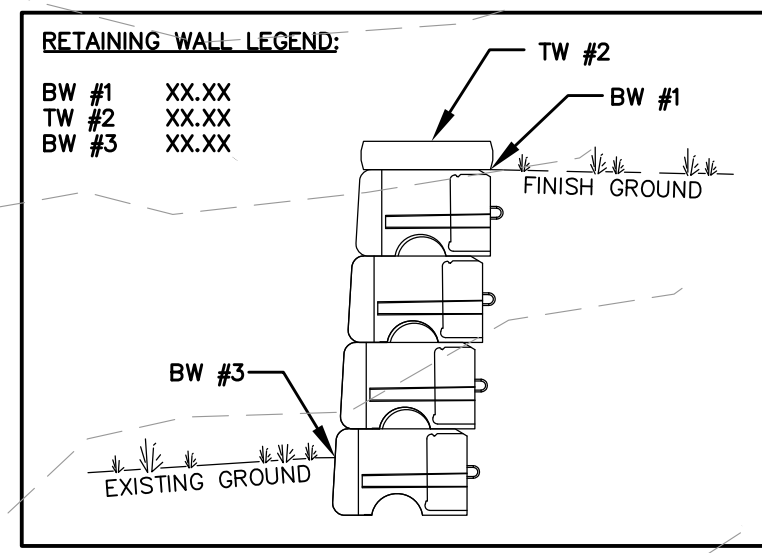 RETAINING WALL LEGEND:
BW #1 XX.XX
TW #2 XX.XX
BW #3 XX.XX
TW #2
BW #1
FINISH GROUND
BW #3
EXISTING GROUND